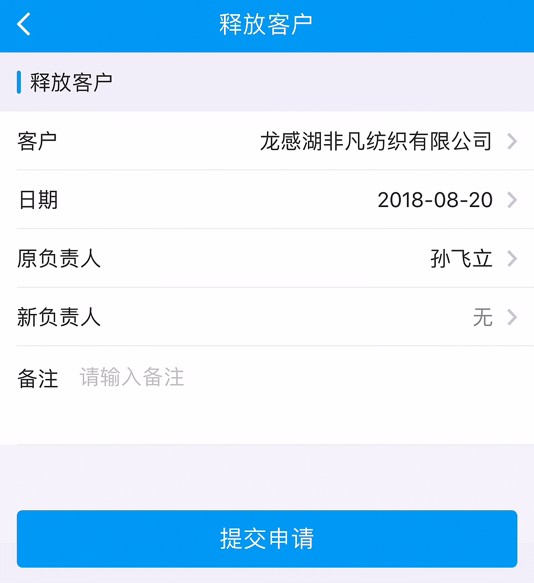 释放客户
释放客户
客户 龙感湖非凡纺织有限公司
日期 2018-08-20
原负责人 孙飞立
新负责人 无
备注 请输入备注
提交申请